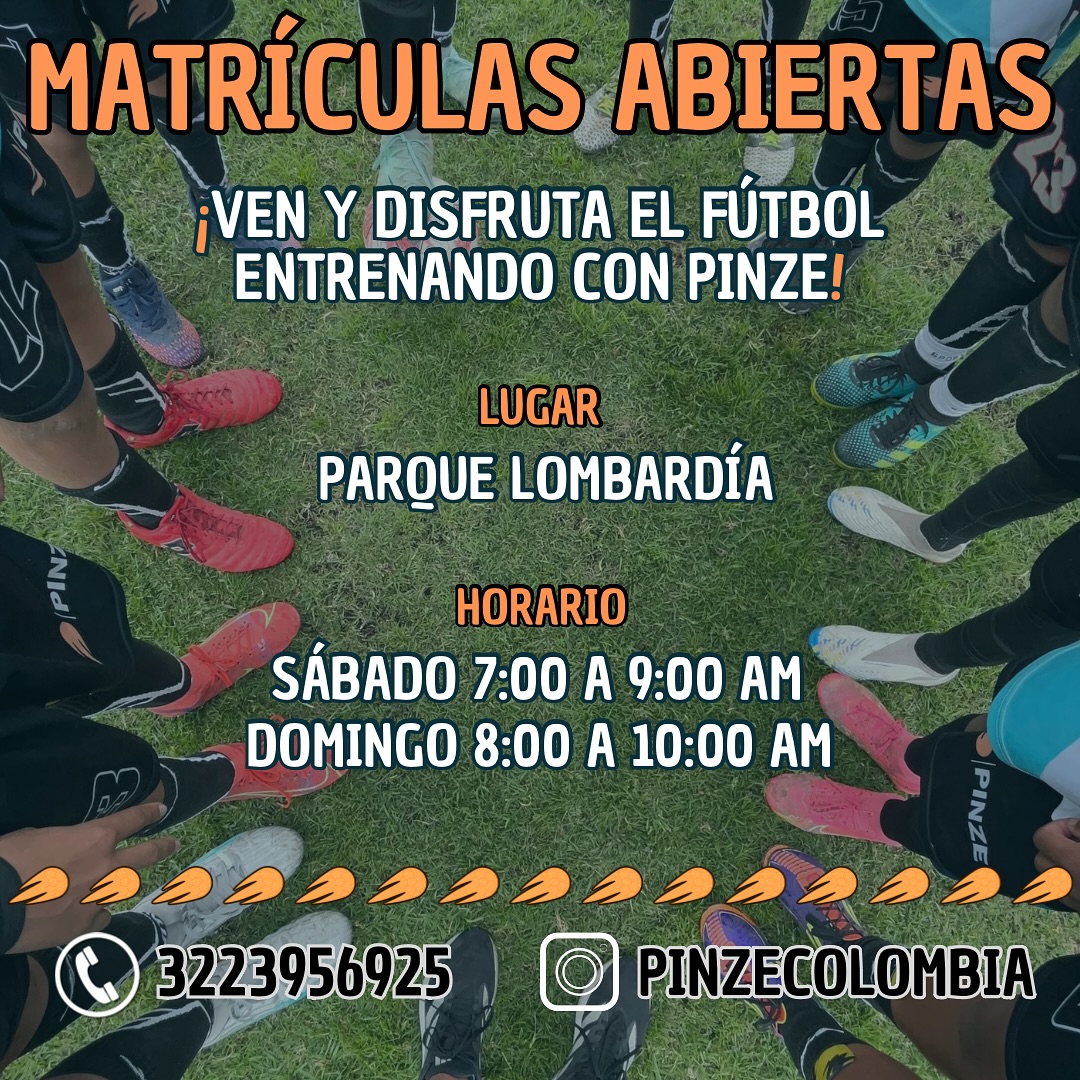 MATRÍCULAS ABIERTAS
¡VEN Y DISFRUTA EL FÚTBOL
ENTRENANDO CON PINZE!
LUGAR
PARQUE LOMBARDÍA
HORARIO
SÁBADO 7:00 A 9:00 AM
DOMINGO 8:00 A 10:00 AM
PINZE
3223956925
PINZECOLOMBIA